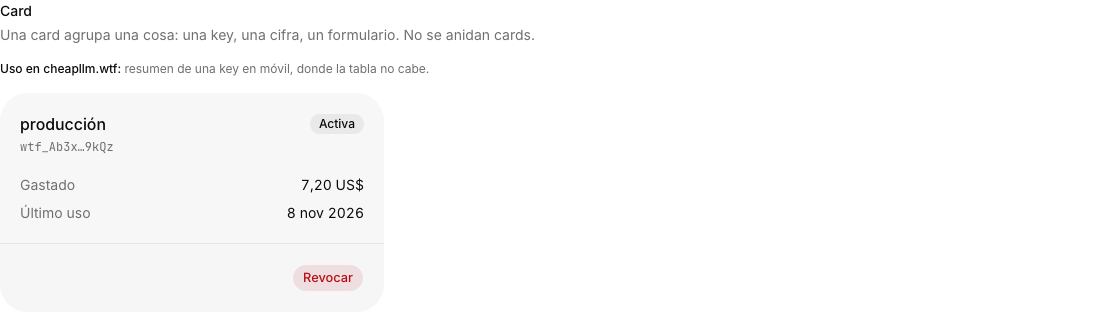 Card
Una card agrupa una cosa: una key, una cifra, un formulario. No se anidan cards.
Uso en cheapllm.wtf: resumen de una key en móvil, donde la tabla no cabe.
producción Activa
wtf_Ab3x…9kQz
Gastado 7,20 US$
Último uso 8 nov 2026
Revocar